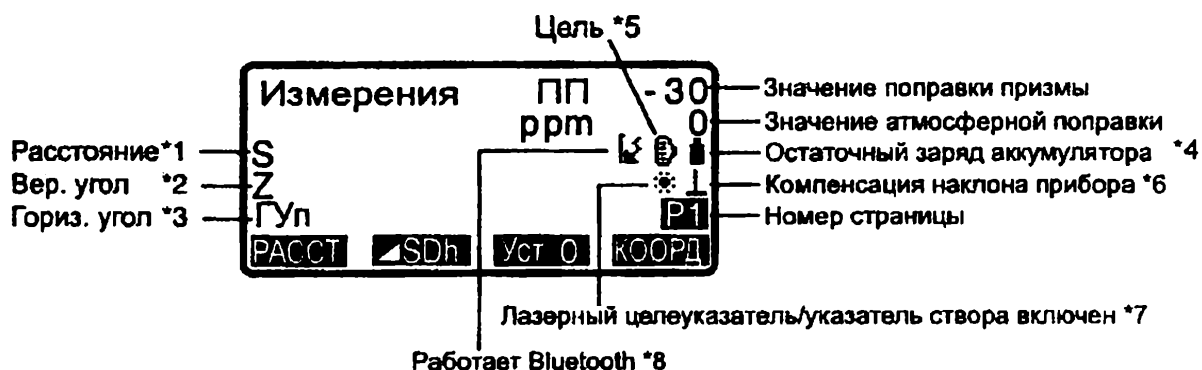 Цель *5
Измерения ПП -30
Значение поправки призмы
ppm 0
Значение атмосферной поправки
Расстояние*1
S
Остаточный заряд аккумулятора *4
Вер. угол *2
Z
Компенсация наклона прибора *6
Гориз. угол *3
ГУп
P1
Номер страницы
РАССТ ◢SDh Уст 0 КООРД
Лазерный целеуказатель/указатель створа включен *7
Работает Bluetooth *8